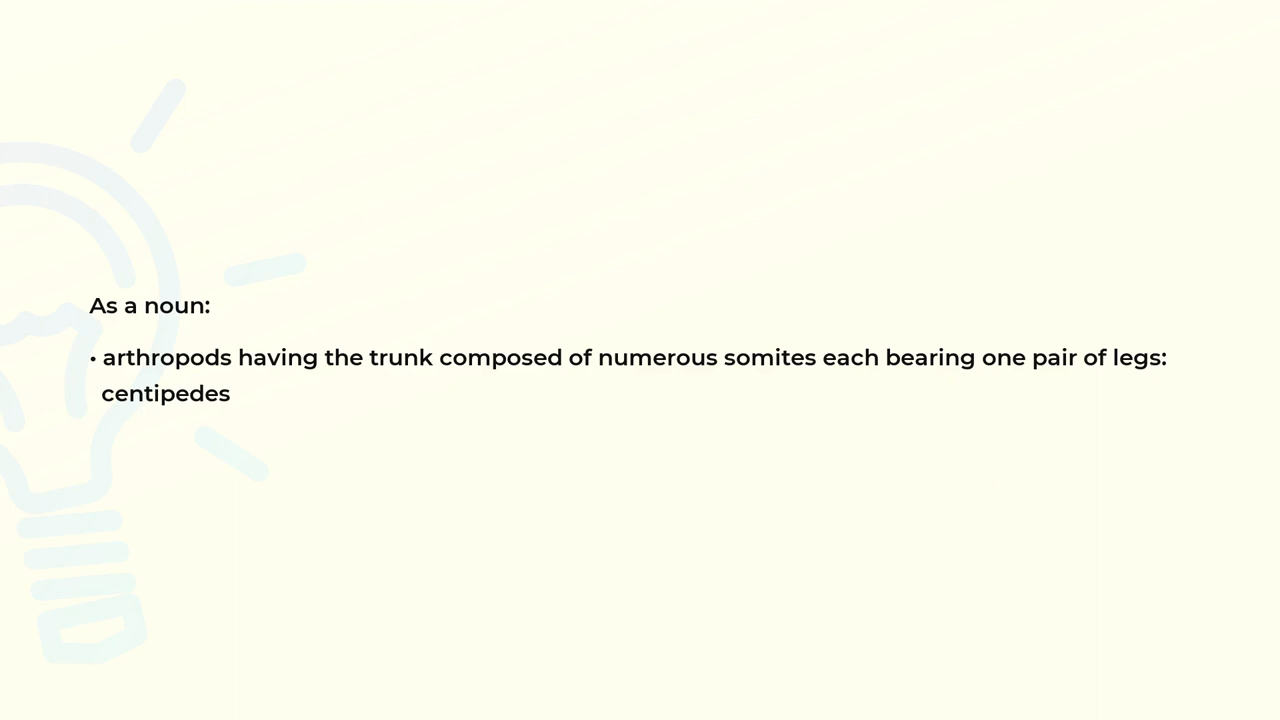 As a noun:
• arthropods having the trunk composed of numerous somites each bearing one pair of legs:
centipedes